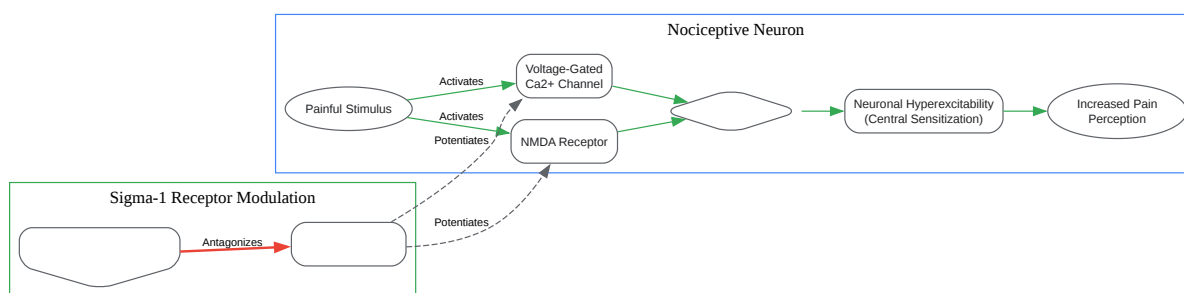 Nociceptive Neuron
Painful Stimulus
Activates
Activates
Potentiates
Voltage-Gated
Ca2+ Channel
NMDA Receptor
Neuronal Hyperexcitability
(Central Sensitization)
Increased Pain
Perception
Sigma-1 Receptor Modulation
Antagonizes
Potentiates